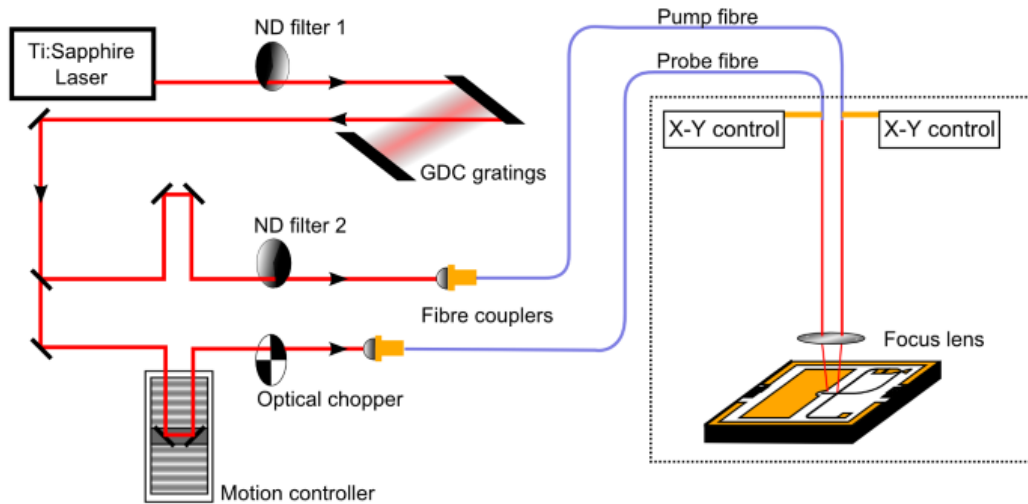 Pump fibre
ND filter 1
Ti:Sapphire
Laser
Probe fibre
X-Y control
X-Y control
GDC gratings
ND filter 2
Fibre couplers
Focus lens
Optical chopper
Motion controller